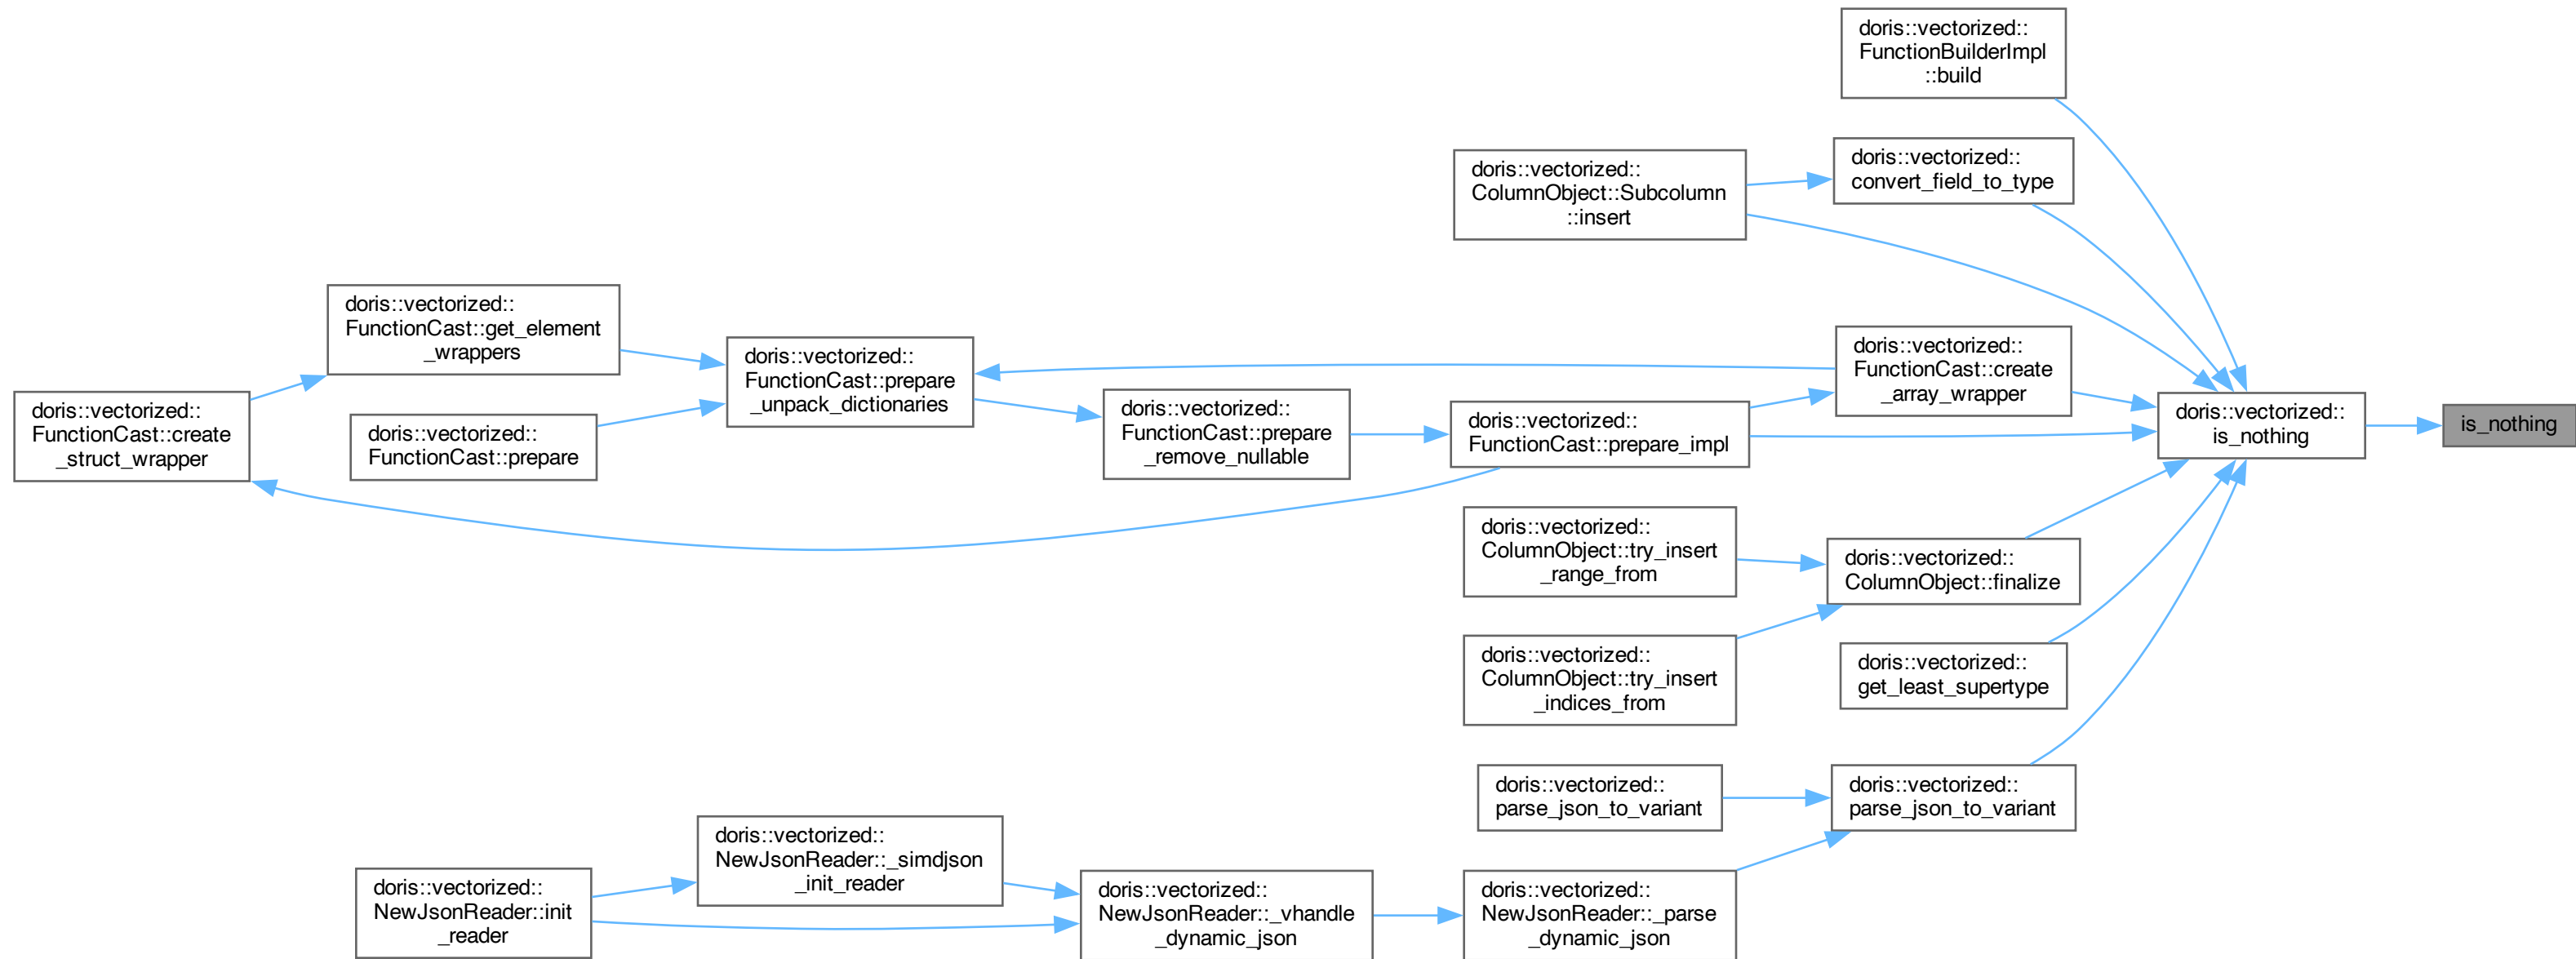 doris::vectorized::
FunctionBuilderImpl
::build
doris::vectorized::
convert_field_to_type
doris::vectorized::
ColumnObject::Subcolumn
::insert
doris::vectorized::
FunctionCast::get_element
_wrappers
doris::vectorized::
FunctionCast::create
_array_wrapper
doris::vectorized::
FunctionCast::prepare
_unpack_dictionaries
doris::vectorized::
FunctionCast::prepare
_remove_nullable
doris::vectorized::
FunctionCast::prepare_impl
doris::vectorized::
is_nothing
is_nothing
doris::vectorized::
FunctionCast::create
_struct_wrapper
doris::vectorized::
FunctionCast::prepare
doris::vectorized::
ColumnObject::try_insert
_range_from
doris::vectorized::
ColumnObject::finalize
doris::vectorized::
ColumnObject::try_insert
_indices_from
doris::vectorized::
get_least_supertype
doris::vectorized::
parse_json_to_variant
doris::vectorized::
parse_json_to_variant
doris::vectorized::
NewJsonReader::_simdjson
_init_reader
doris::vectorized::
NewJsonReader::init
_reader
doris::vectorized::
NewJsonReader::_vhandle
_dynamic_json
doris::vectorized::
NewJsonReader::_parse
_dynamic_json